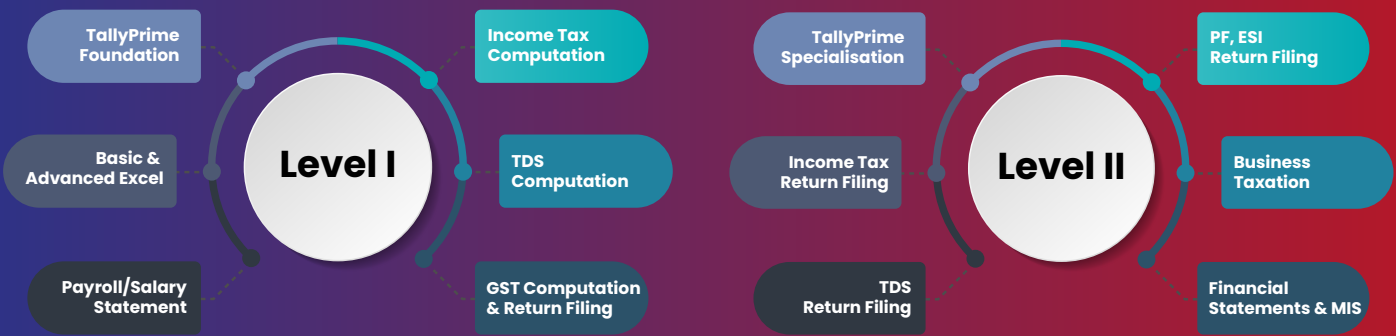 TallyPrime
Foundation
Basic &
Advanced Excel
Payroll/Salary
Statement
Level I
Income Tax
Computation
TDS
Computation
GST Computation
& Return Filing
TallyPrime
Specialisation
Income Tax
Return Filing
TDS
Return Filing
Level II
PF, ESI
Return Filing
Business
Taxation
Financial
Statements & MIS